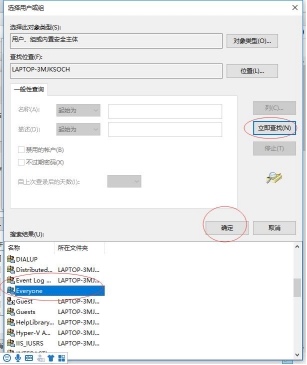 选择用户或组
选择此对象类型(S):
用户、组或内置安全主体
对象类型(O)...
查找位置(F):
LAPTOP-3MJKSOCH
位置(L)...
一般性查询
名称(A):
起始为
描述(D):
起始为
禁用的帐户(B)
不过期密码(X)
自上次登录后的天数(I):
列(C)...
立即查找(N)
停止(T)
确定
取消
搜索结果(U):
名称 所在文件夹
DIALUP
Distributed... LAPTOP-3MJ...
Event Log ... LAPTOP-3MJ...
Everyone
Guest LAPTOP-3MJ...
Guests LAPTOP-3MJ...
HelpLibrary... LAPTOP-3MJ...
Hyper-V A... LAPTOP-3MJ...
IIS_IUSRS LAPTOP-3MJ...